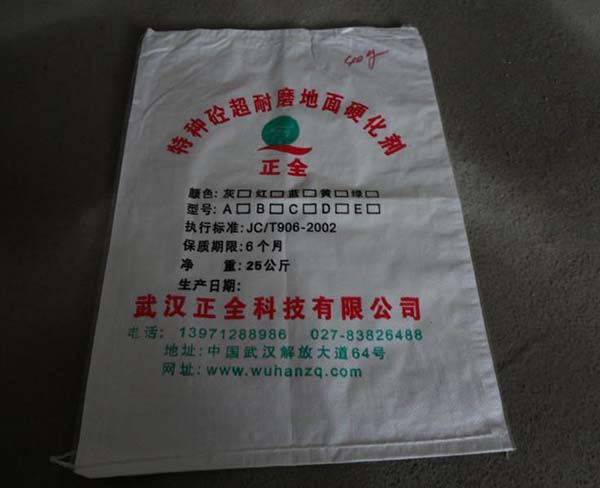 特种砼超耐磨地面硬化剂
正全
颜色:灰□红□蓝□黄□绿□
型号:A□B□C□D□E□
执行标准:JC/T906-2002
保质期限:6个月
净 重:25公斤
生产日期:
武汉正全科技有限公司
电话: 13971288986 027-83826488
地址:中国武汉解放大道64号
网址:www.wuhanzq.com